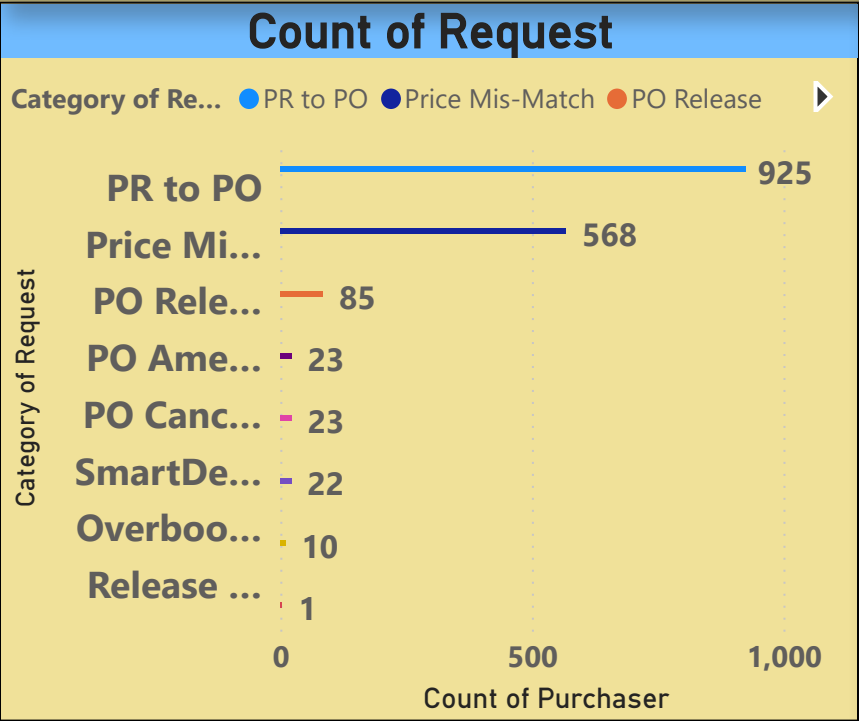 Count of Request
Category of Re... PR to PO Price Mis-Match PO Release
PR to PO 925
Price Mi... 568
PO Rele... 85
PO Ame... 23
PO Canc... 23
SmartDe... 22
Overboo... 10
Release ... 1
Category of Request
0 500 1,000
Count of Purchaser